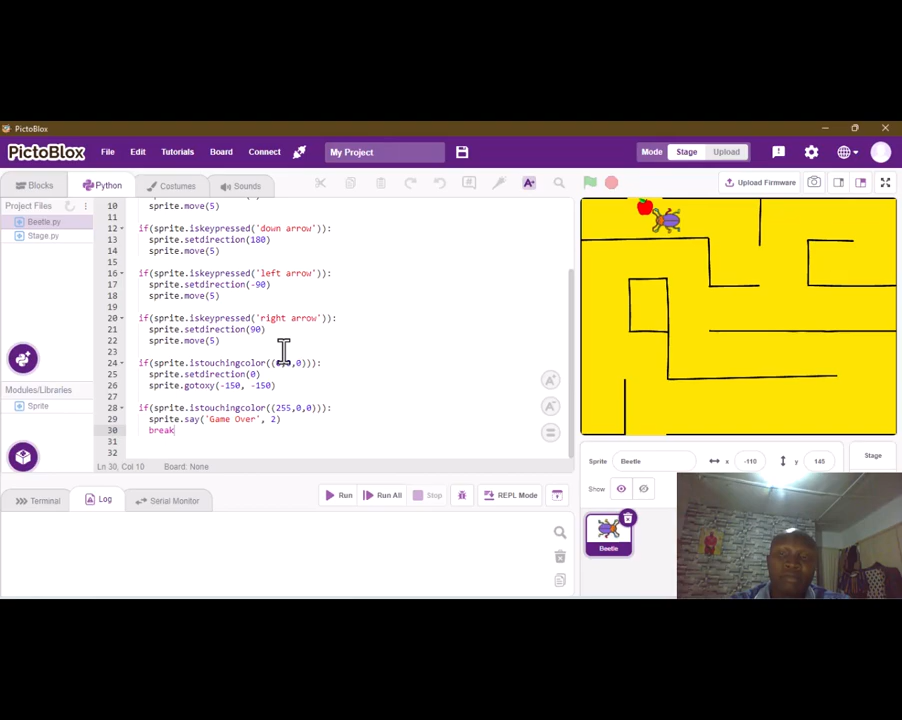 PictoBlox
PictoBlox File Edit Tutorials Board Connect My Project Mode Stage Upload
Blocks Python Costumes Sounds Upload Firmware
Project Files
Beetle.py
Stage.py
10 sprite.move(5)
11
12 if(sprite.iskeypressed('down arrow')):
13 sprite.setdirection(180)
14 sprite.move(5)
15
16 if(sprite.iskeypressed('left arrow')):
17 sprite.setdirection(-90)
18 sprite.move(5)
19
20 if(sprite.iskeypressed('right arrow')):
21 sprite.setdirection(90)
22 sprite.move(5)
23
24 if(sprite.istouchingcolor((0,0))):
25 sprite.setdirection(0)
26 sprite.gotoxy(-150, -150)
27
28 if(sprite.istouchingcolor((255,0,0))):
29 sprite.say('Game Over', 2)
30 break
31
32
Modules/Libraries
Sprite
Ln 30, Col 10 Board: None
Terminal Log Serial Monitor Run Run All Stop REPL Mode
Sprite Beetle x -110 y 145 Stage
Show
Beetle